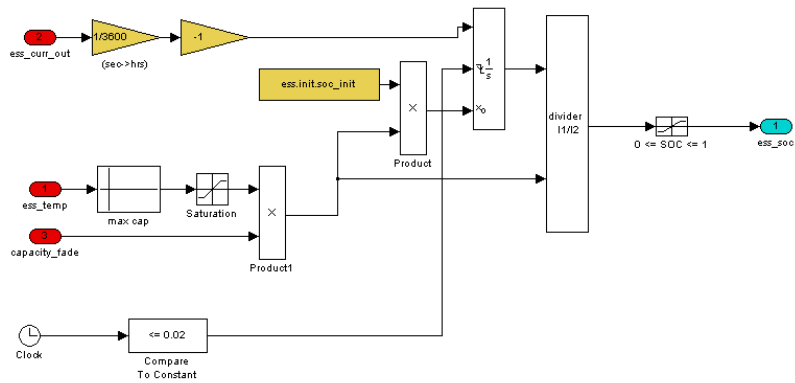 2
ess_curr_out
1/3600
(sec->hrs)
-1
ess.init.soc_init
×
Product
1
s
xo
divider
I1/I2
0 <= SOC <= 1
1
ess_soc
1
ess_temp
max cap
Saturation
×
Product1
3
capacity_fade
Clock
<= 0.02
Compare
To Constant